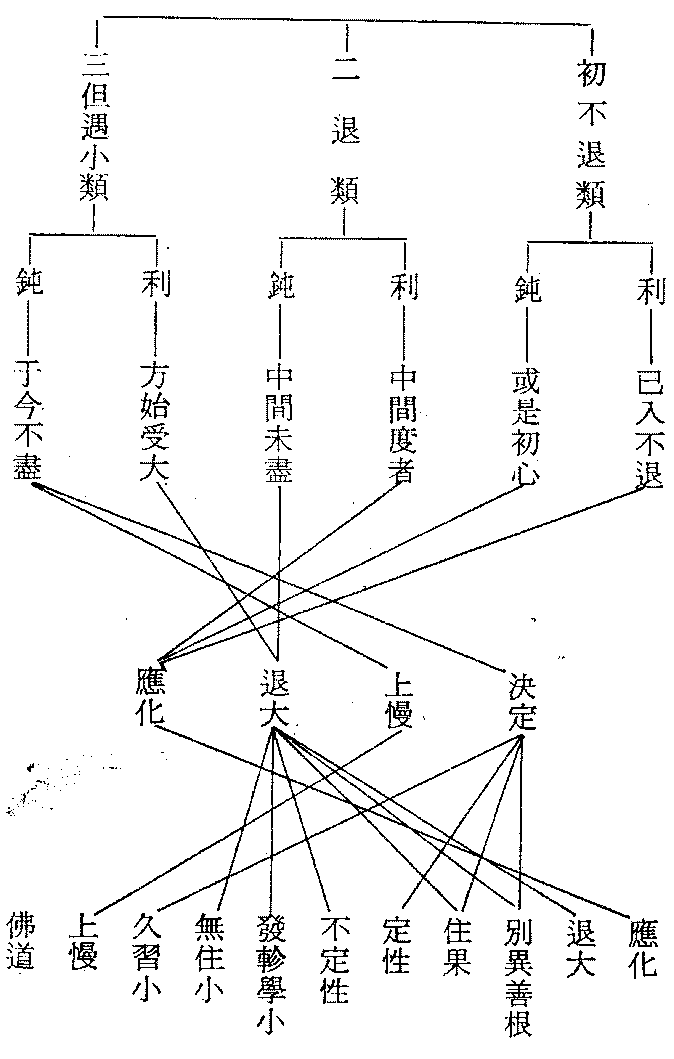 初不退類
二退類
三但遇小類
利
鈍
利
鈍
利
鈍
已入不退
或是初心
中間度者
中間未盡
方始受大
于今不盡
決定
上慢
退大
應化
應化
退大
別異善根
住果
定性
不定性
發軫學小
無住小
久習小
上慢
佛道